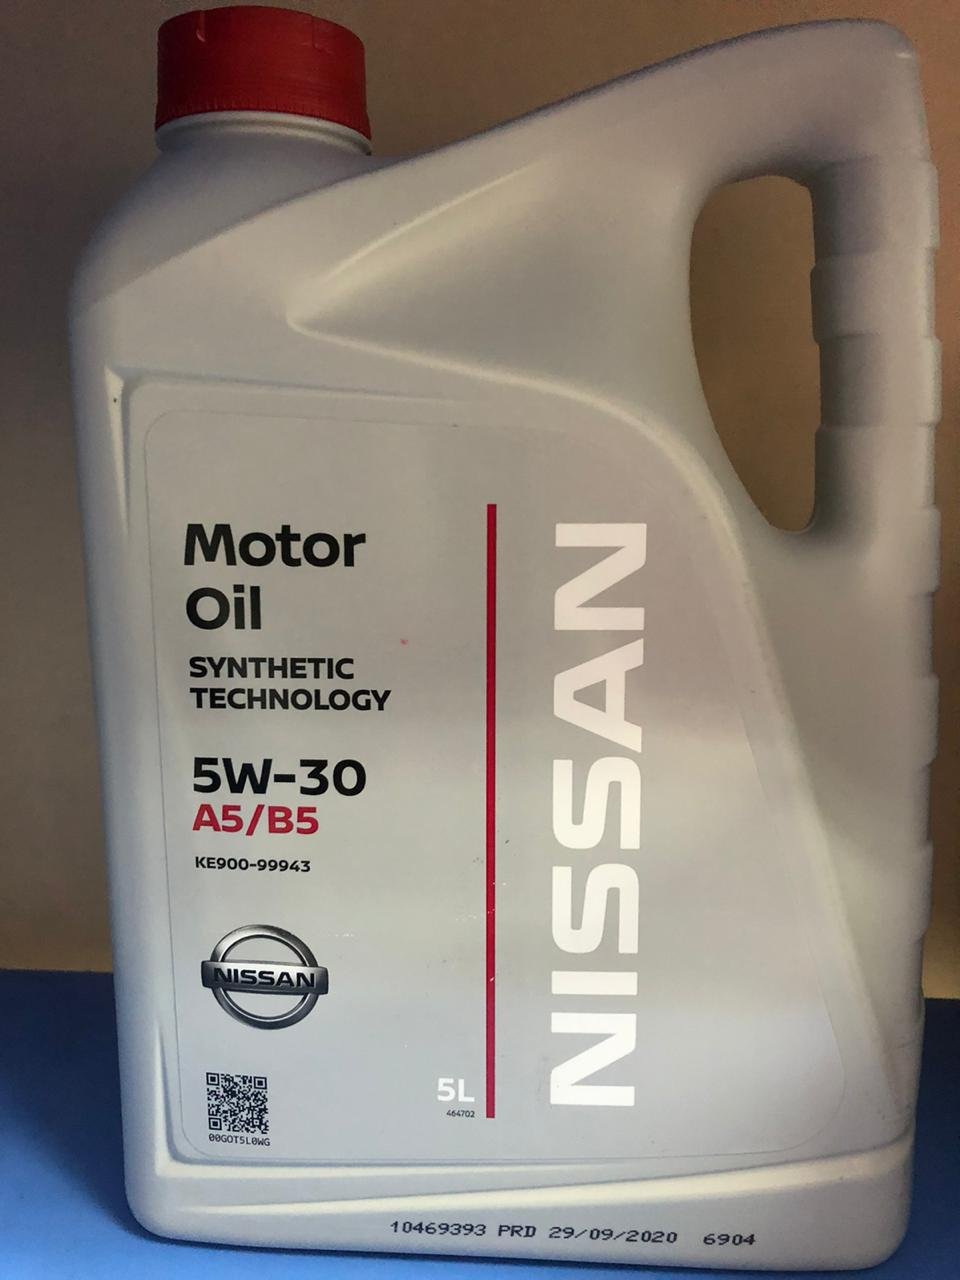 Motor
Oil
SYNTHETIC
TECHNOLOGY
5W-30
A5/B5
KE900-99943
NISSAN
NISSAN
00GOT5L0WG
5L
464702
10469393 PRD 29/09/2020 6904